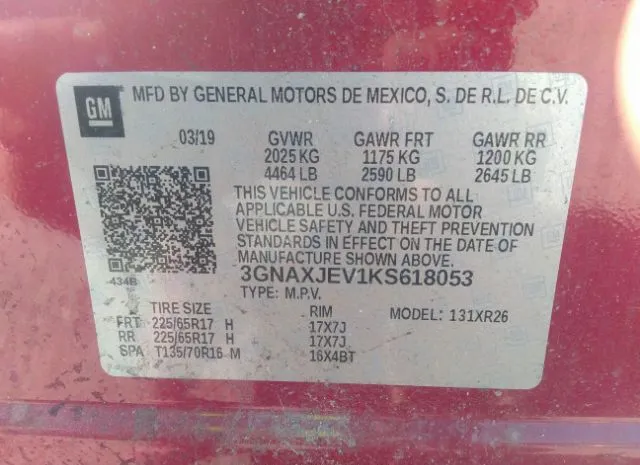 GM MFD BY GENERAL MOTORS DE MEXICO, S. DE R.L. DE C.V.
03/19 GVWR GAWR FRT GAWR RR
2025 KG 1175 KG 1200 KG
4464 LB 2590 LB 2645 LB
THIS VEHICLE CONFORMS TO ALL
APPLICABLE U.S. FEDERAL MOTOR
VEHICLE SAFETY AND THEFT PREVENTION
STANDARDS IN EFFECT ON THE DATE OF
MANUFACTURE SHOWN ABOVE.
434B 3GNAXJEV1KS618053
TYPE: M.P.V.
TIRE SIZE RIM MODEL: 131XR26
FRT 225/65R17 H 17X7J
RR 225/65R17 H 17X7J
SPA T135/70R16 M 16X4BT